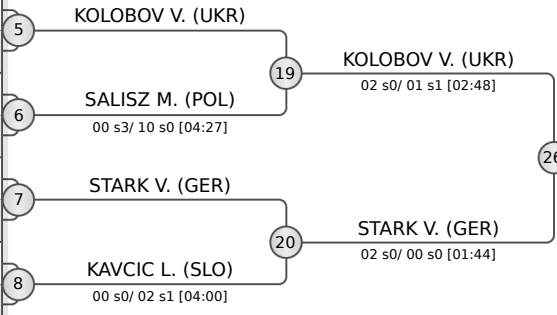 KOLOBOV V. (UKR)
5
19
KOLOBOV V. (UKR)
02 s0/ 01 s1 [02:48]
SALISZ M. (POL)
6
00 s3/ 10 s0 [04:27]
26
STARK V. (GER)
7
20
STARK V. (GER)
02 s0/ 00 s0 [01:44]
KAVCIC L. (SLO)
8
00 s0/ 02 s1 [04:00]